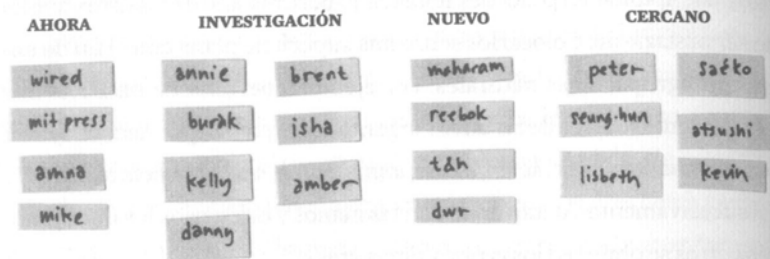 AHORA
wired
mit press
amna
mike
INVESTIGACIÓN
annie
burak
kelly
danny
brent
isha
amber
NUEVO
maharam
reebok
t&h
dwr
CERCANO
peter
seung-hun
lisbeth
saéko
atsushi
kevin